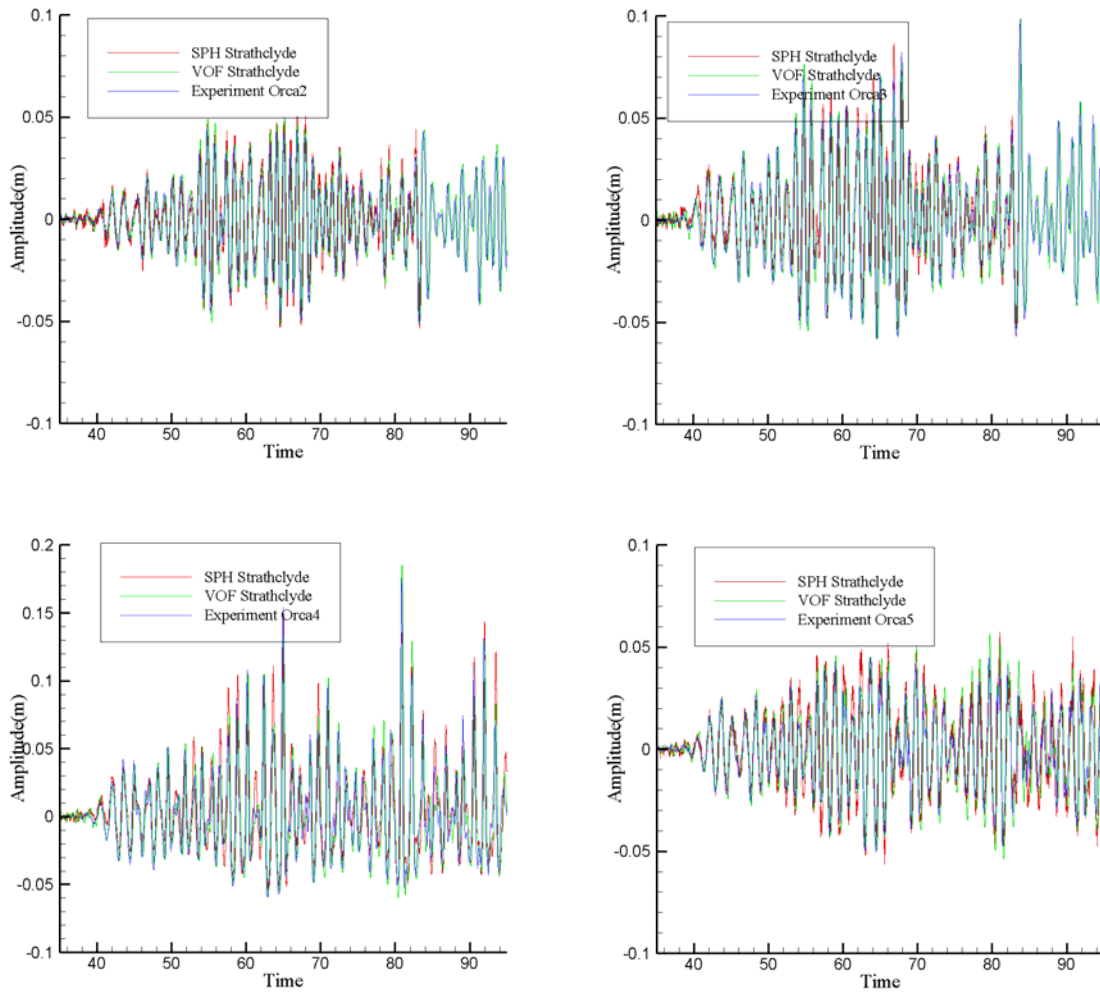 0.1
SPH Strathclyde
VOF Strathclyde
Experiment Orca2
0.05
0
-0.05
-0.1
Amplitude(m)
40 50 60 70 80 90
Time
0.1
SPH Strathclyde
VOF Strathclyde
Experiment Orca3
0.05
0
-0.05
-0.1
Amplitude(m)
40 50 60 70 80 90
Time
0.2
SPH Strathclyde
VOF Strathclyde
Experiment Orca4
0.15
0.1
0.05
0
-0.05
-0.1
Amplitude(m)
40 50 60 70 80 90
Time
0.1
SPH Strathclyde
VOF Strathclyde
Experiment Orca5
0.05
0
-0.05
-0.1
Amplitude(m)
40 50 60 70 80 90
Time